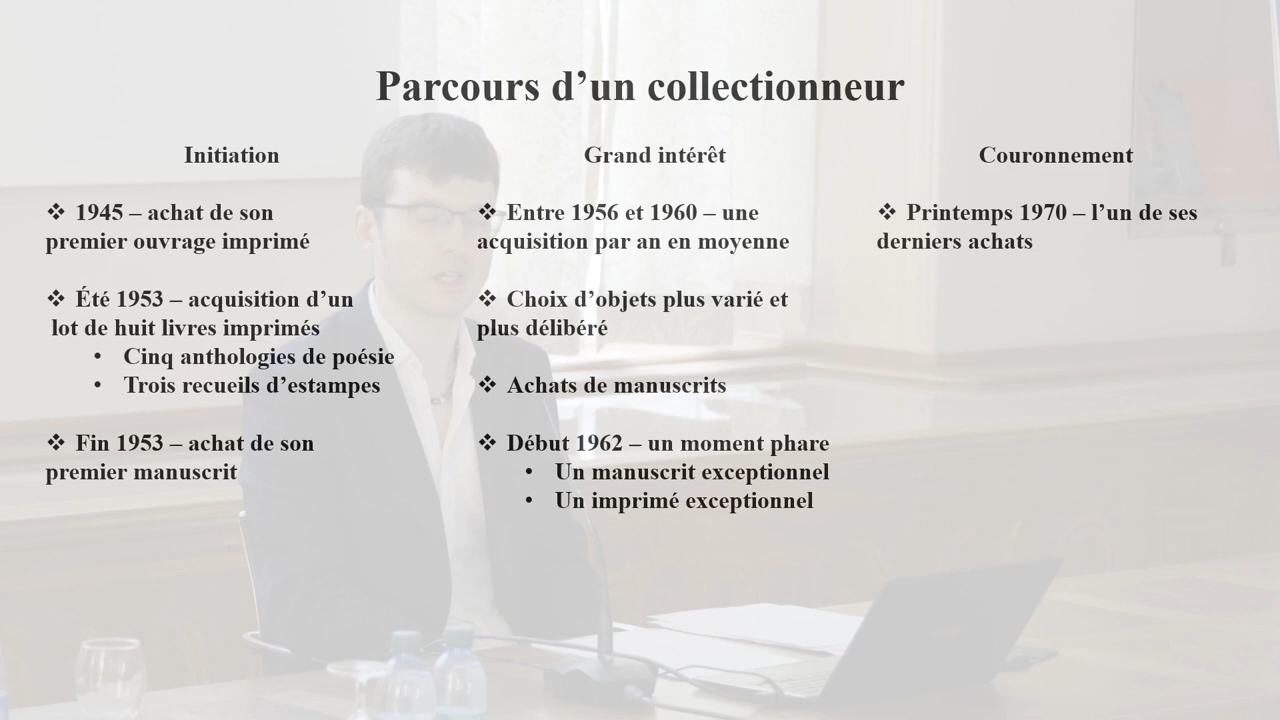 Parcours d’un collectionneur
Initiation
❖ 1945 – achat de son
premier ouvrage imprimé
❖ Été 1953 – acquisition d’un
lot de huit livres imprimés
• Cinq anthologies de poésie
• Trois recueils d’estampes
❖ Fin 1953 – achat de son
premier manuscrit
Grand intérêt
❖ Entre 1956 et 1960 – une
acquisition par an en moyenne
❖ Choix d’objets plus varié et
plus délibéré
❖ Achats de manuscrits
❖ Début 1962 – un moment phare
• Un manuscrit exceptionnel
• Un imprimé exceptionnel
Couronnement
❖ Printemps 1970 – l’un de ses
derniers achats